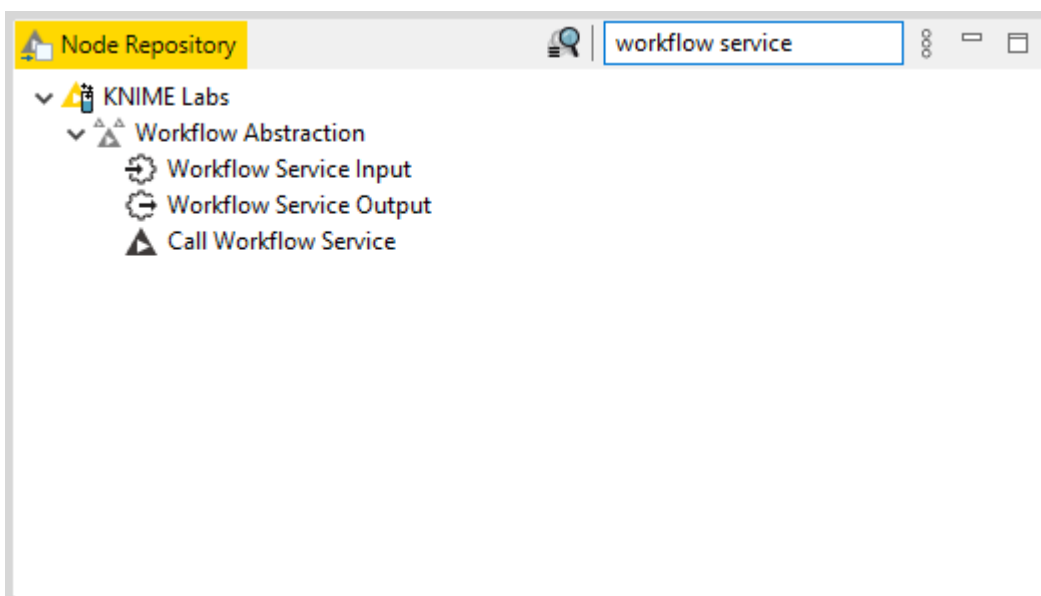 Node Repository
workflow service
KNIME Labs
Workflow Abstraction
Workflow Service Input
Workflow Service Output
Call Workflow Service